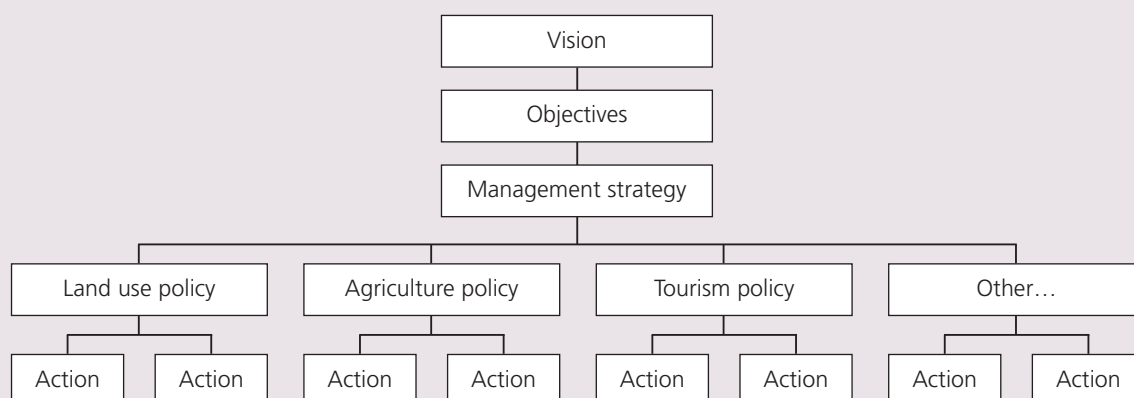 Vision
Objectives
Management strategy
Land use policy
Agriculture policy
Tourism policy
Other…
Action
Action
Action
Action
Action
Action
Action
Action